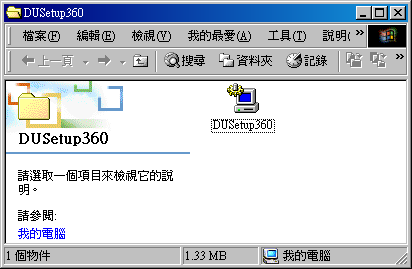 DUSetup360
檔案(F) 編輯(E) 檢視(V) 我的最愛(A) 工具(T) 說明( »
上一頁 搜尋 資料夾 記錄 »
DUSetup360
DUSetup360
請選取一個項目來檢視它的說
明。
請參閱:
我的電腦
1 個物件 1.33 MB 我的電腦